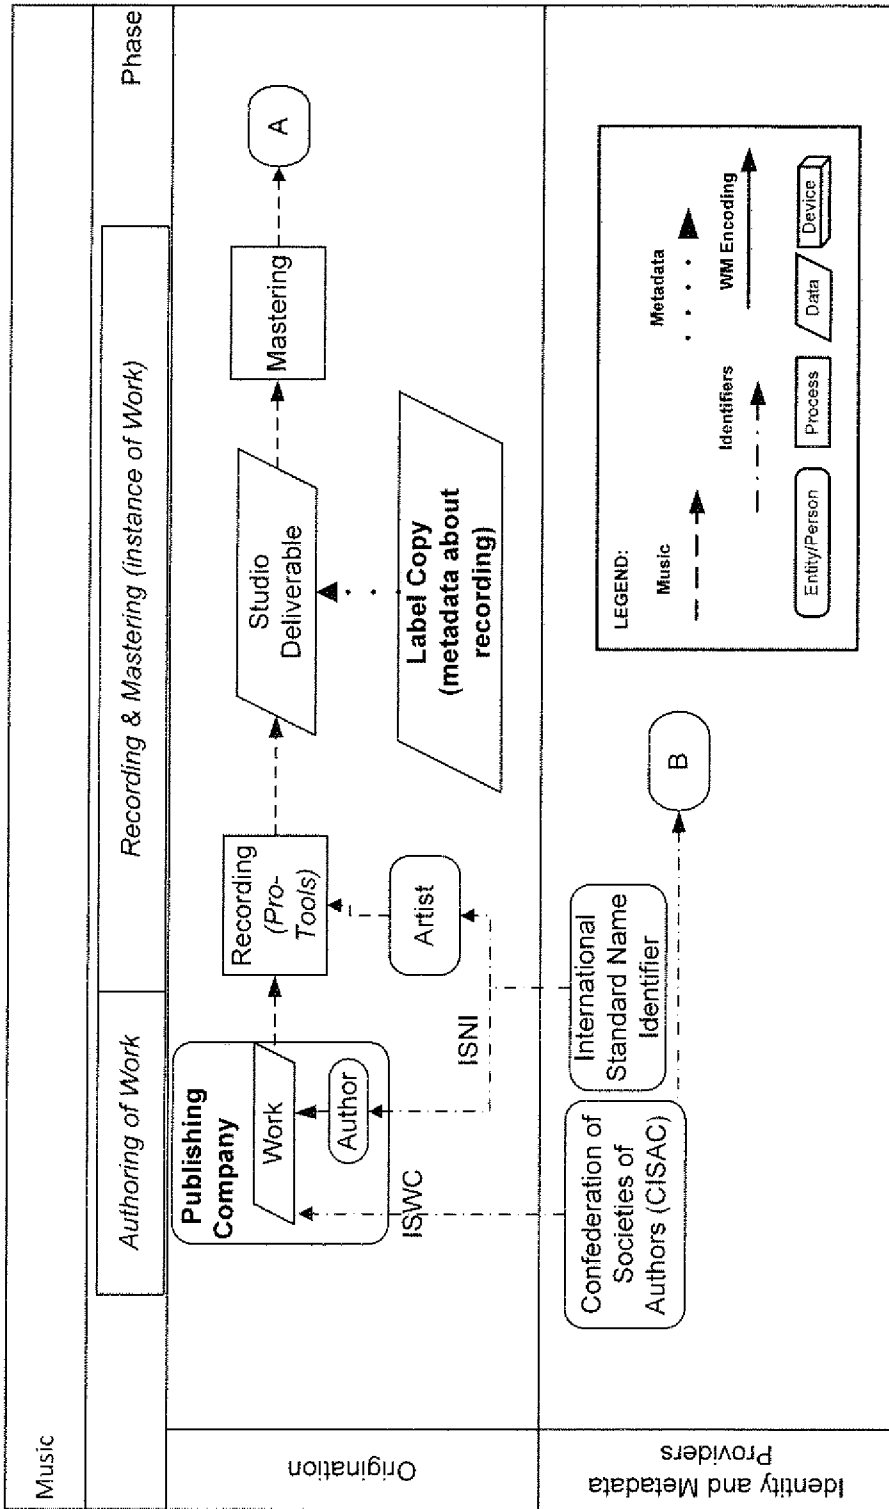 Music
Authoring of Work
Recording & Mastering (instance of Work)
Phase
Origination
Publishing
Company
Work
Author
ISWC
ISNI
Recording
(Pro-
Tools)
Artist
Studio
Deliverable
Label Copy
(metadata about
recording)
Mastering
A
Identity and Metadata
Providers
Confederation of
Societies of
Authors (CISAC)
International
Standard Name
Identifier
B
LEGEND:
Music
Metadata
Identifiers
WM Encoding
Entity/Person
Process
Data
Device